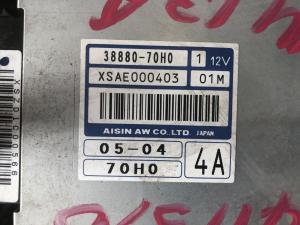 38880-70H0 1 12V
XSAE000403 01M
AISIN AW CO.,LTD. JAPAN
05-04
70H0 4A